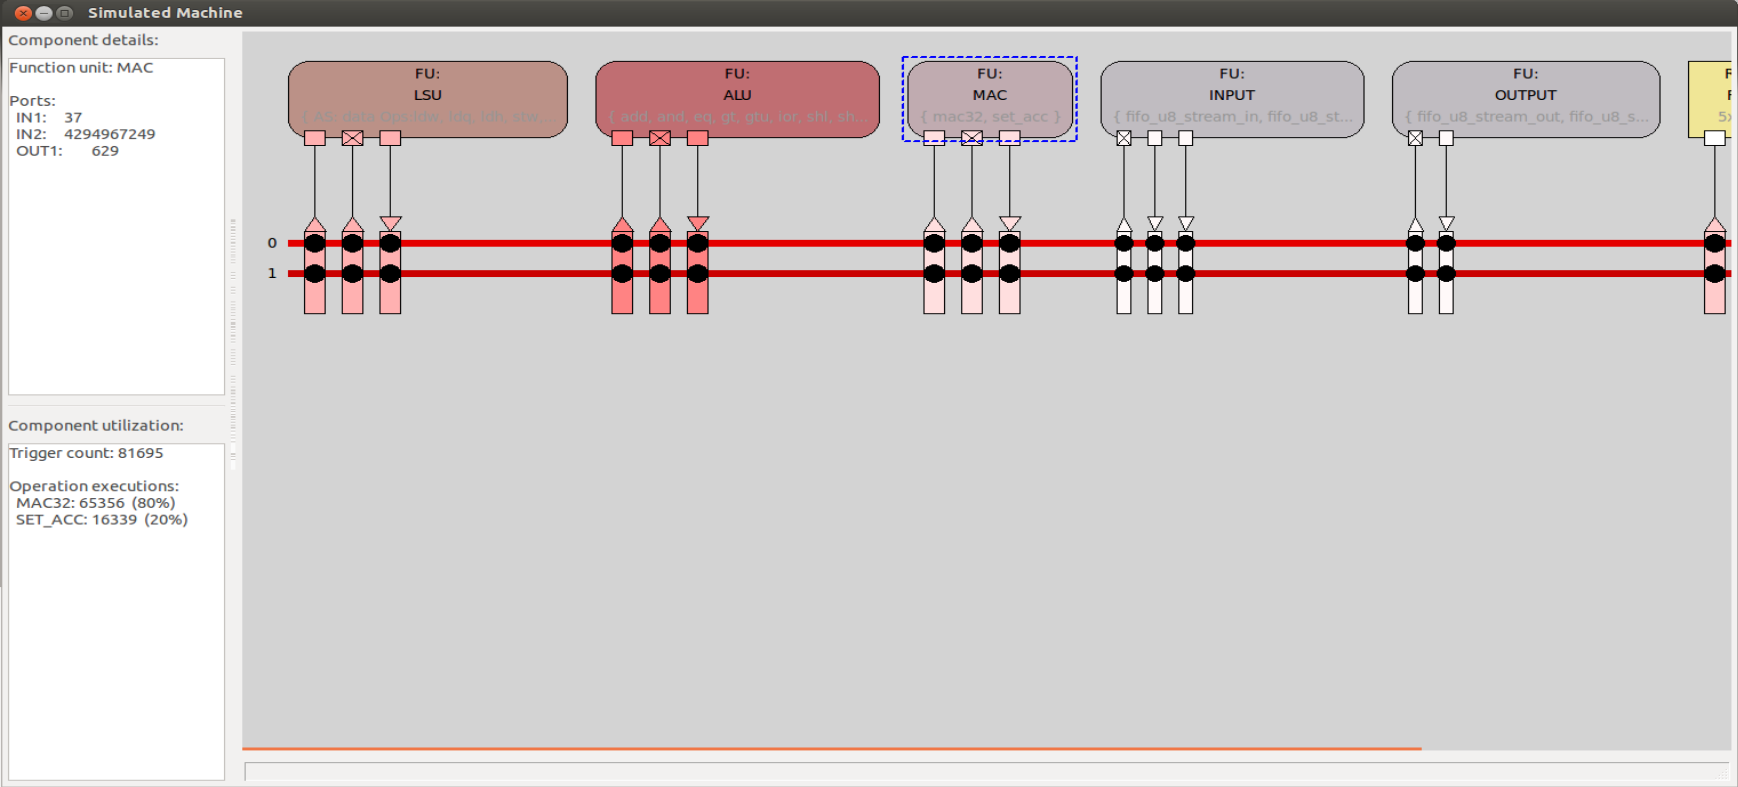 Simulated Machine
Component details:
Function unit: MAC
Ports:
IN1: 37
IN2: 4294967249
OUT1: 629
Component utilization:
Trigger count: 81695
Operation executions:
MAC32: 65356 (80%)
SET_ACC: 16339 (20%)
FU:
LSU
{ AS: data Ops:ldw, ldq, ldh, stw...
FU:
ALU
{ add, and, eq, gt, gtu, ior, shl, sh...
FU:
MAC
{ mac32, set_acc }
FU:
INPUT
{ fifo_u8_stream_in, fifo_u8_st...
FU:
OUTPUT
{ fifo_u8_stream_out, fifo_u8_s...
5x
0
1